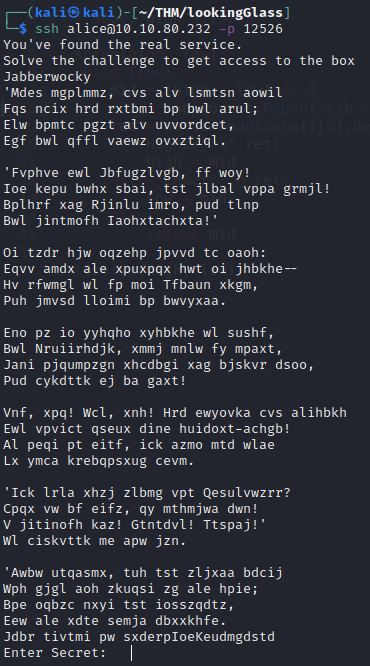 ┌──(kali㉿kali)-[~/THM/lookingGlass]
└─$ ssh alice@10.10.80.232 -p 12526
You've found the real service.
Solve the challenge to get access to the box
Jabberwocky
'Mdes mgplmmz, cvs alv lsmtsn aowil
Fqs ncix hrd rxtbmi bp bwl arul;
Elw bpmtc pgzt alv uvvordcet,
Egf bwl qffl vaewz ovxztiql.

'Fvphve ewl Jbfugzlvgb, ff woy!
Ioe kepu bwhx sbai, tst jlbal vppa grmjl!
Bplhrf xag Rjinlu imro, pud tlnp
Bwl jintmofh Iaohxtachxta!'

Oi tzdr hjw oqzehp jpvvd tc oaoh:
Eqvv amdx ale xpuxpqx hwt oi jhbkhe--
Hv rfwmgl wl fp moi Tfbaun xkgm,
Puh jmvsd lloimi bp bwvyxaa.

Eno pz io yyhqho xyhbkhe wl sushf,
Bwl Nruiirhdjk, xmmj mnlw fy mpaxt,
Jani pjqumpzgn xhcdbgi xag bjskvr dsoo,
Pud cykdttk ej ba gaxt!

Vnf, xpq! Wcl, xnh! Hrd ewyovka cvs alihbkh
Ewl vpvict qseux dine huidoxt-achgb!
Al peqi pt eitf, ick azmo mtd wlae
Lx ymca krebqpsxug cevm.

'Ick lrla xhzj zlbmg vpt Qesulvwzrr?
Cpqx vw bf eifz, qy mthmjwa dwn!
V jitinofh kaz! Gtntdvl! Ttspaj!'
Wl ciskvttk me apw jzn.

'Awbw utqasmx, tuh tst zljxaa bdcij
Wph gjgl aoh zkuqsi zg ale hpie;
Bpe oqbzc nxyi tst iosszqdtz,
Eew ale xdte semja dbxxkhfe.
Jdbr tivtmi pw sxderpIoeKeudmgdstd
Enter Secret: